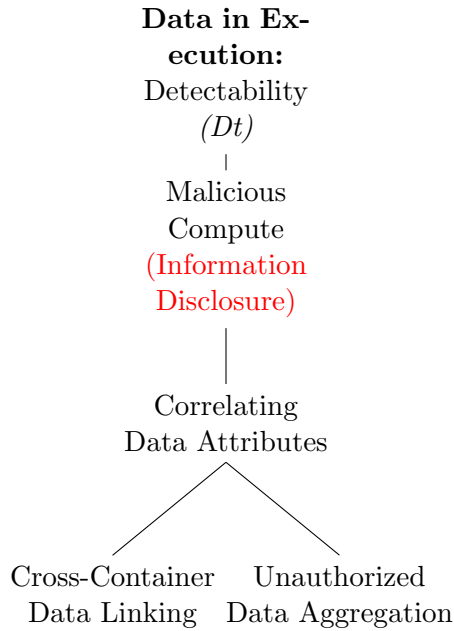 Data in Ex-
ecution:
Detectability
(Dt)
Malicious
Compute
(Information
Disclosure)
Correlating
Data Attributes
Cross-Container
Data Linking
Unauthorized
Data Aggregation